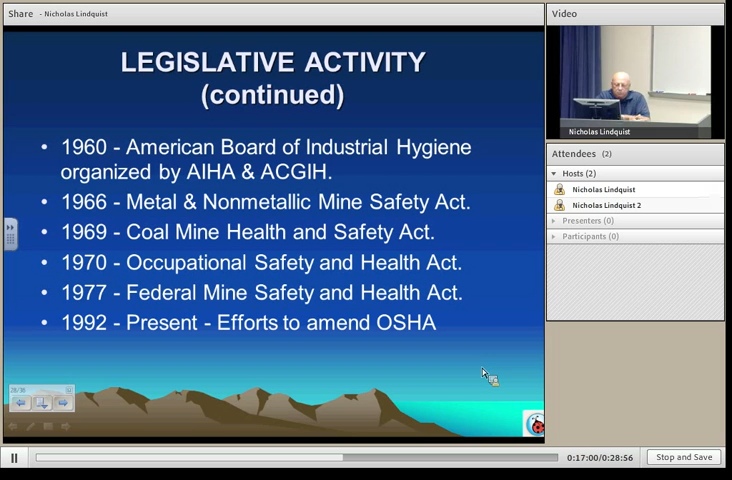 Share - Nicholas Lindquist
Video
LEGISLATIVE ACTIVITY
(continued)
• 1960 - American Board of Industrial Hygiene
organized by AIHA & ACGIH.
• 1966 - Metal & Nonmetallic Mine Safety Act.
• 1969 - Coal Mine Health and Safety Act.
• 1970 - Occupational Safety and Health Act.
• 1977 - Federal Mine Safety and Health Act.
• 1992 - Present - Efforts to amend OSHA
Nicholas Lindquist
Attendees (2)
Hosts (2)
Nicholas Lindquist
Nicholas Lindquist 2
Presenters (0)
Participants (0)
0:17:00/0:28:56
Stop and Save